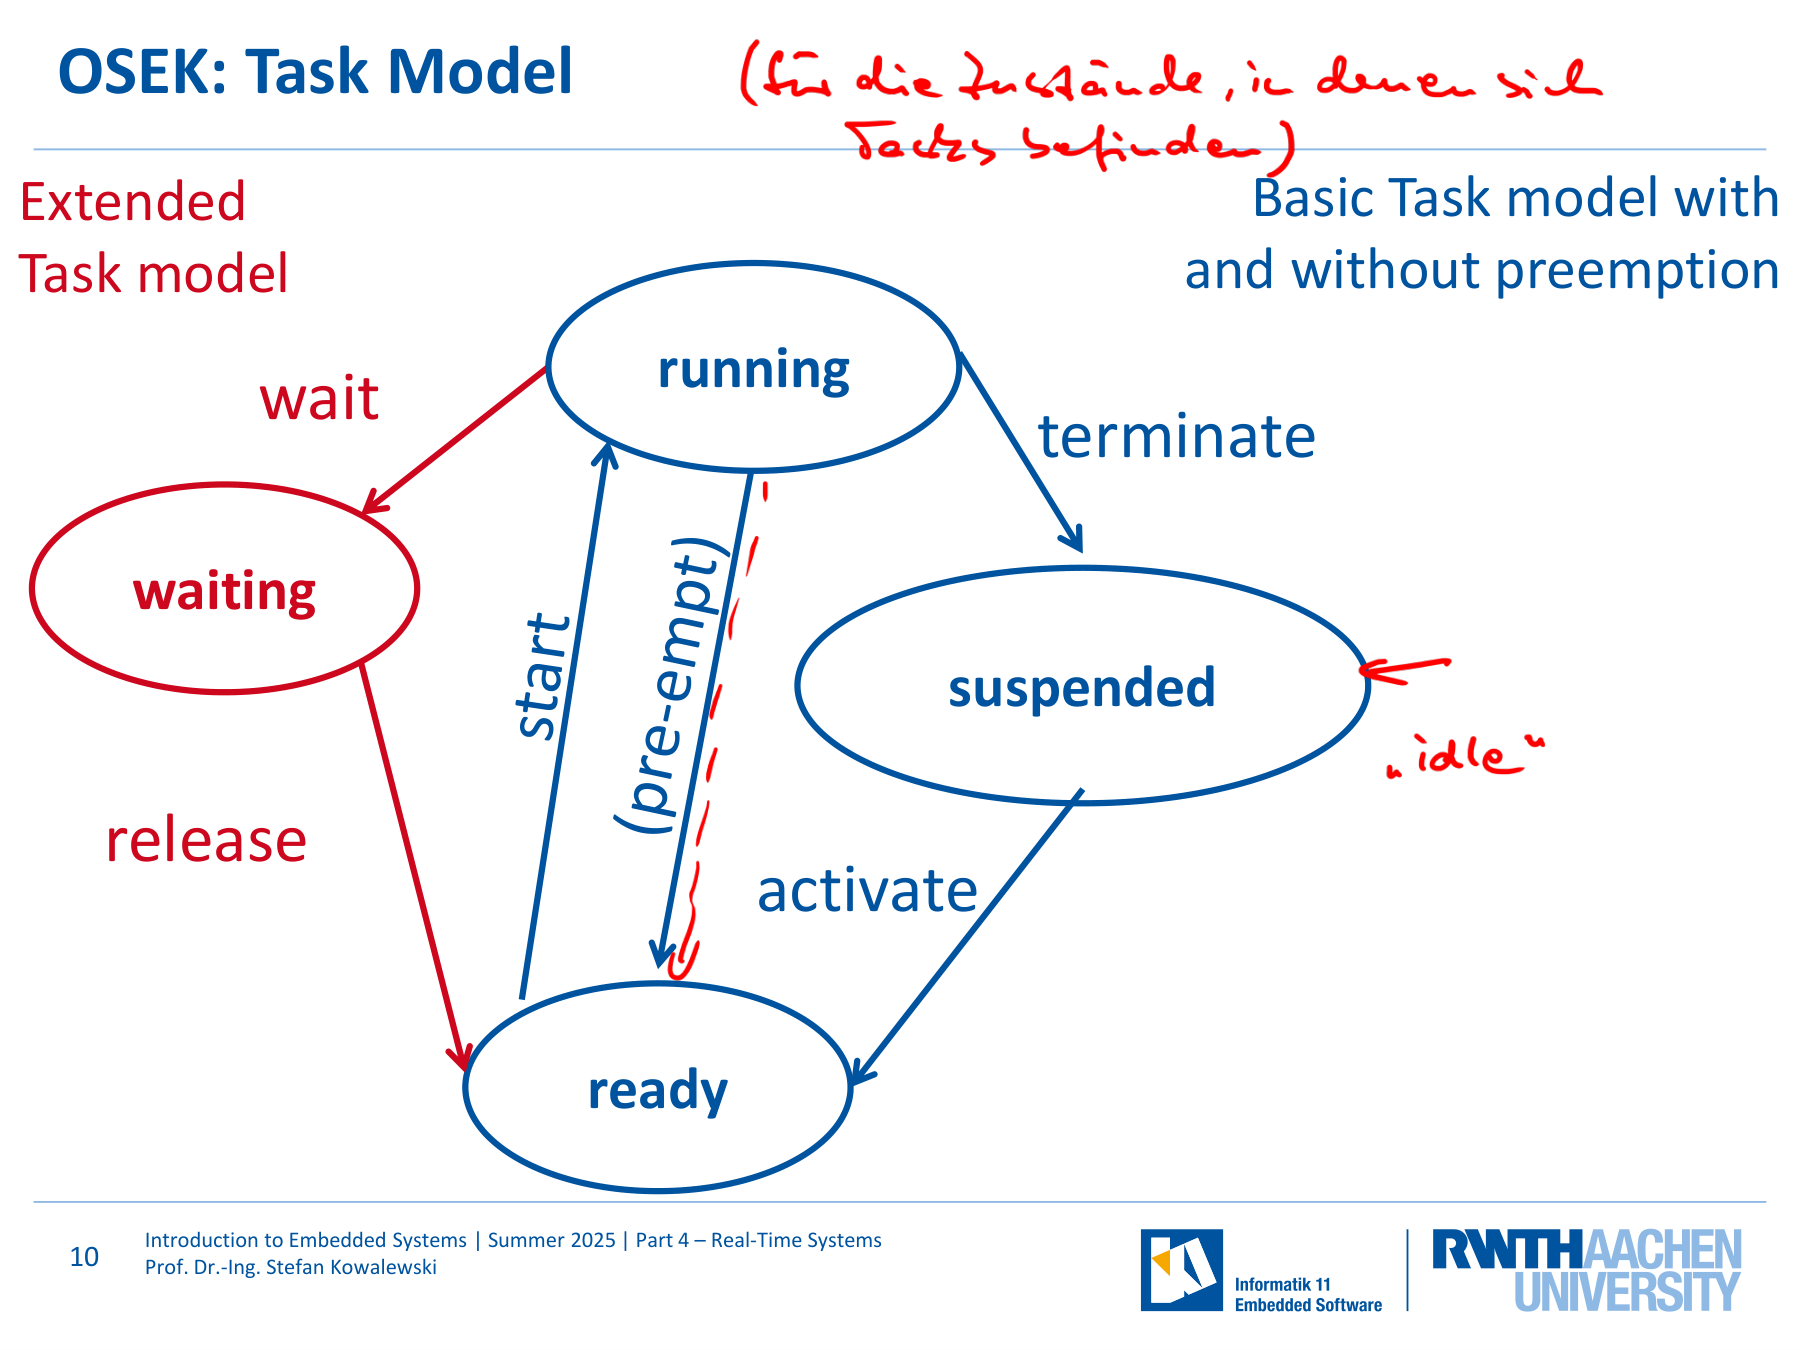 OSEK: Task Model
(für die Zustände, in denen sich
Tasks befinden)
Extended
Task model
Basic Task model with
and without preemption
running
wait
terminate
waiting
start
(pre-empt)
suspended
„idle“
release
activate
ready
10
Introduction to Embedded Systems | Summer 2025 | Part 4 – Real-Time Systems
Prof. Dr.-Ing. Stefan Kowalewski
Informatik 11
Embedded Software
RWTH AACHEN
UNIVERSITY